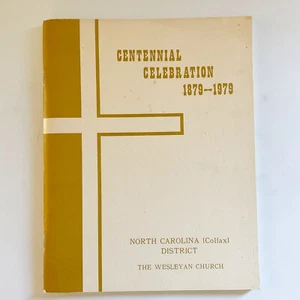 CENTENNIAL
CELEBRATION
1879--1979
NORTH CAROLINA (Colfax)
DISTRICT
THE WESLEYAN CHURCH